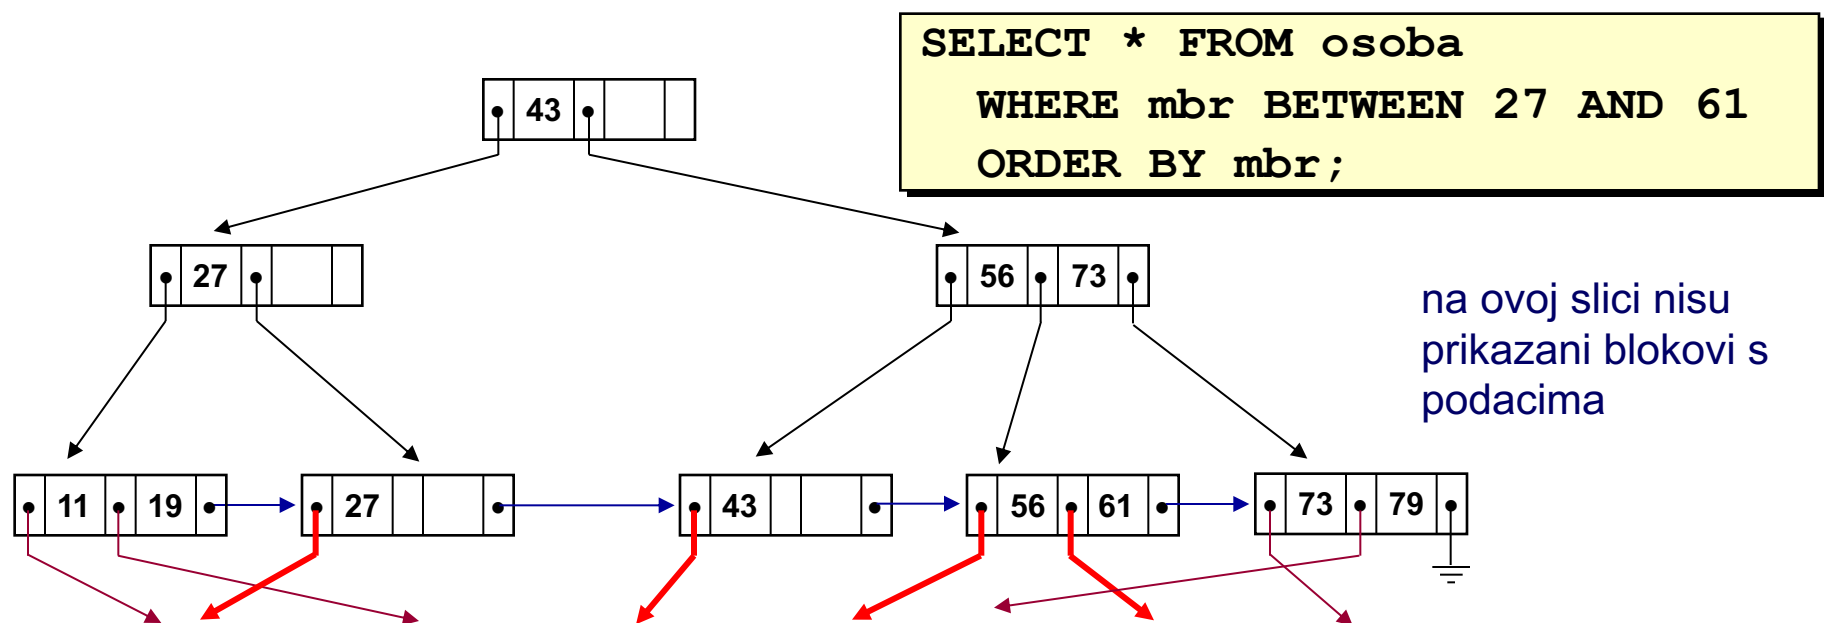 SELECT * FROM osoba
WHERE mbr BETWEEN 27 AND 61
ORDER BY mbr;
43
27
56 73
na ovoj slici nisu
prikazani blokovi s
podacima
11 19 27 43 56 61 73 79